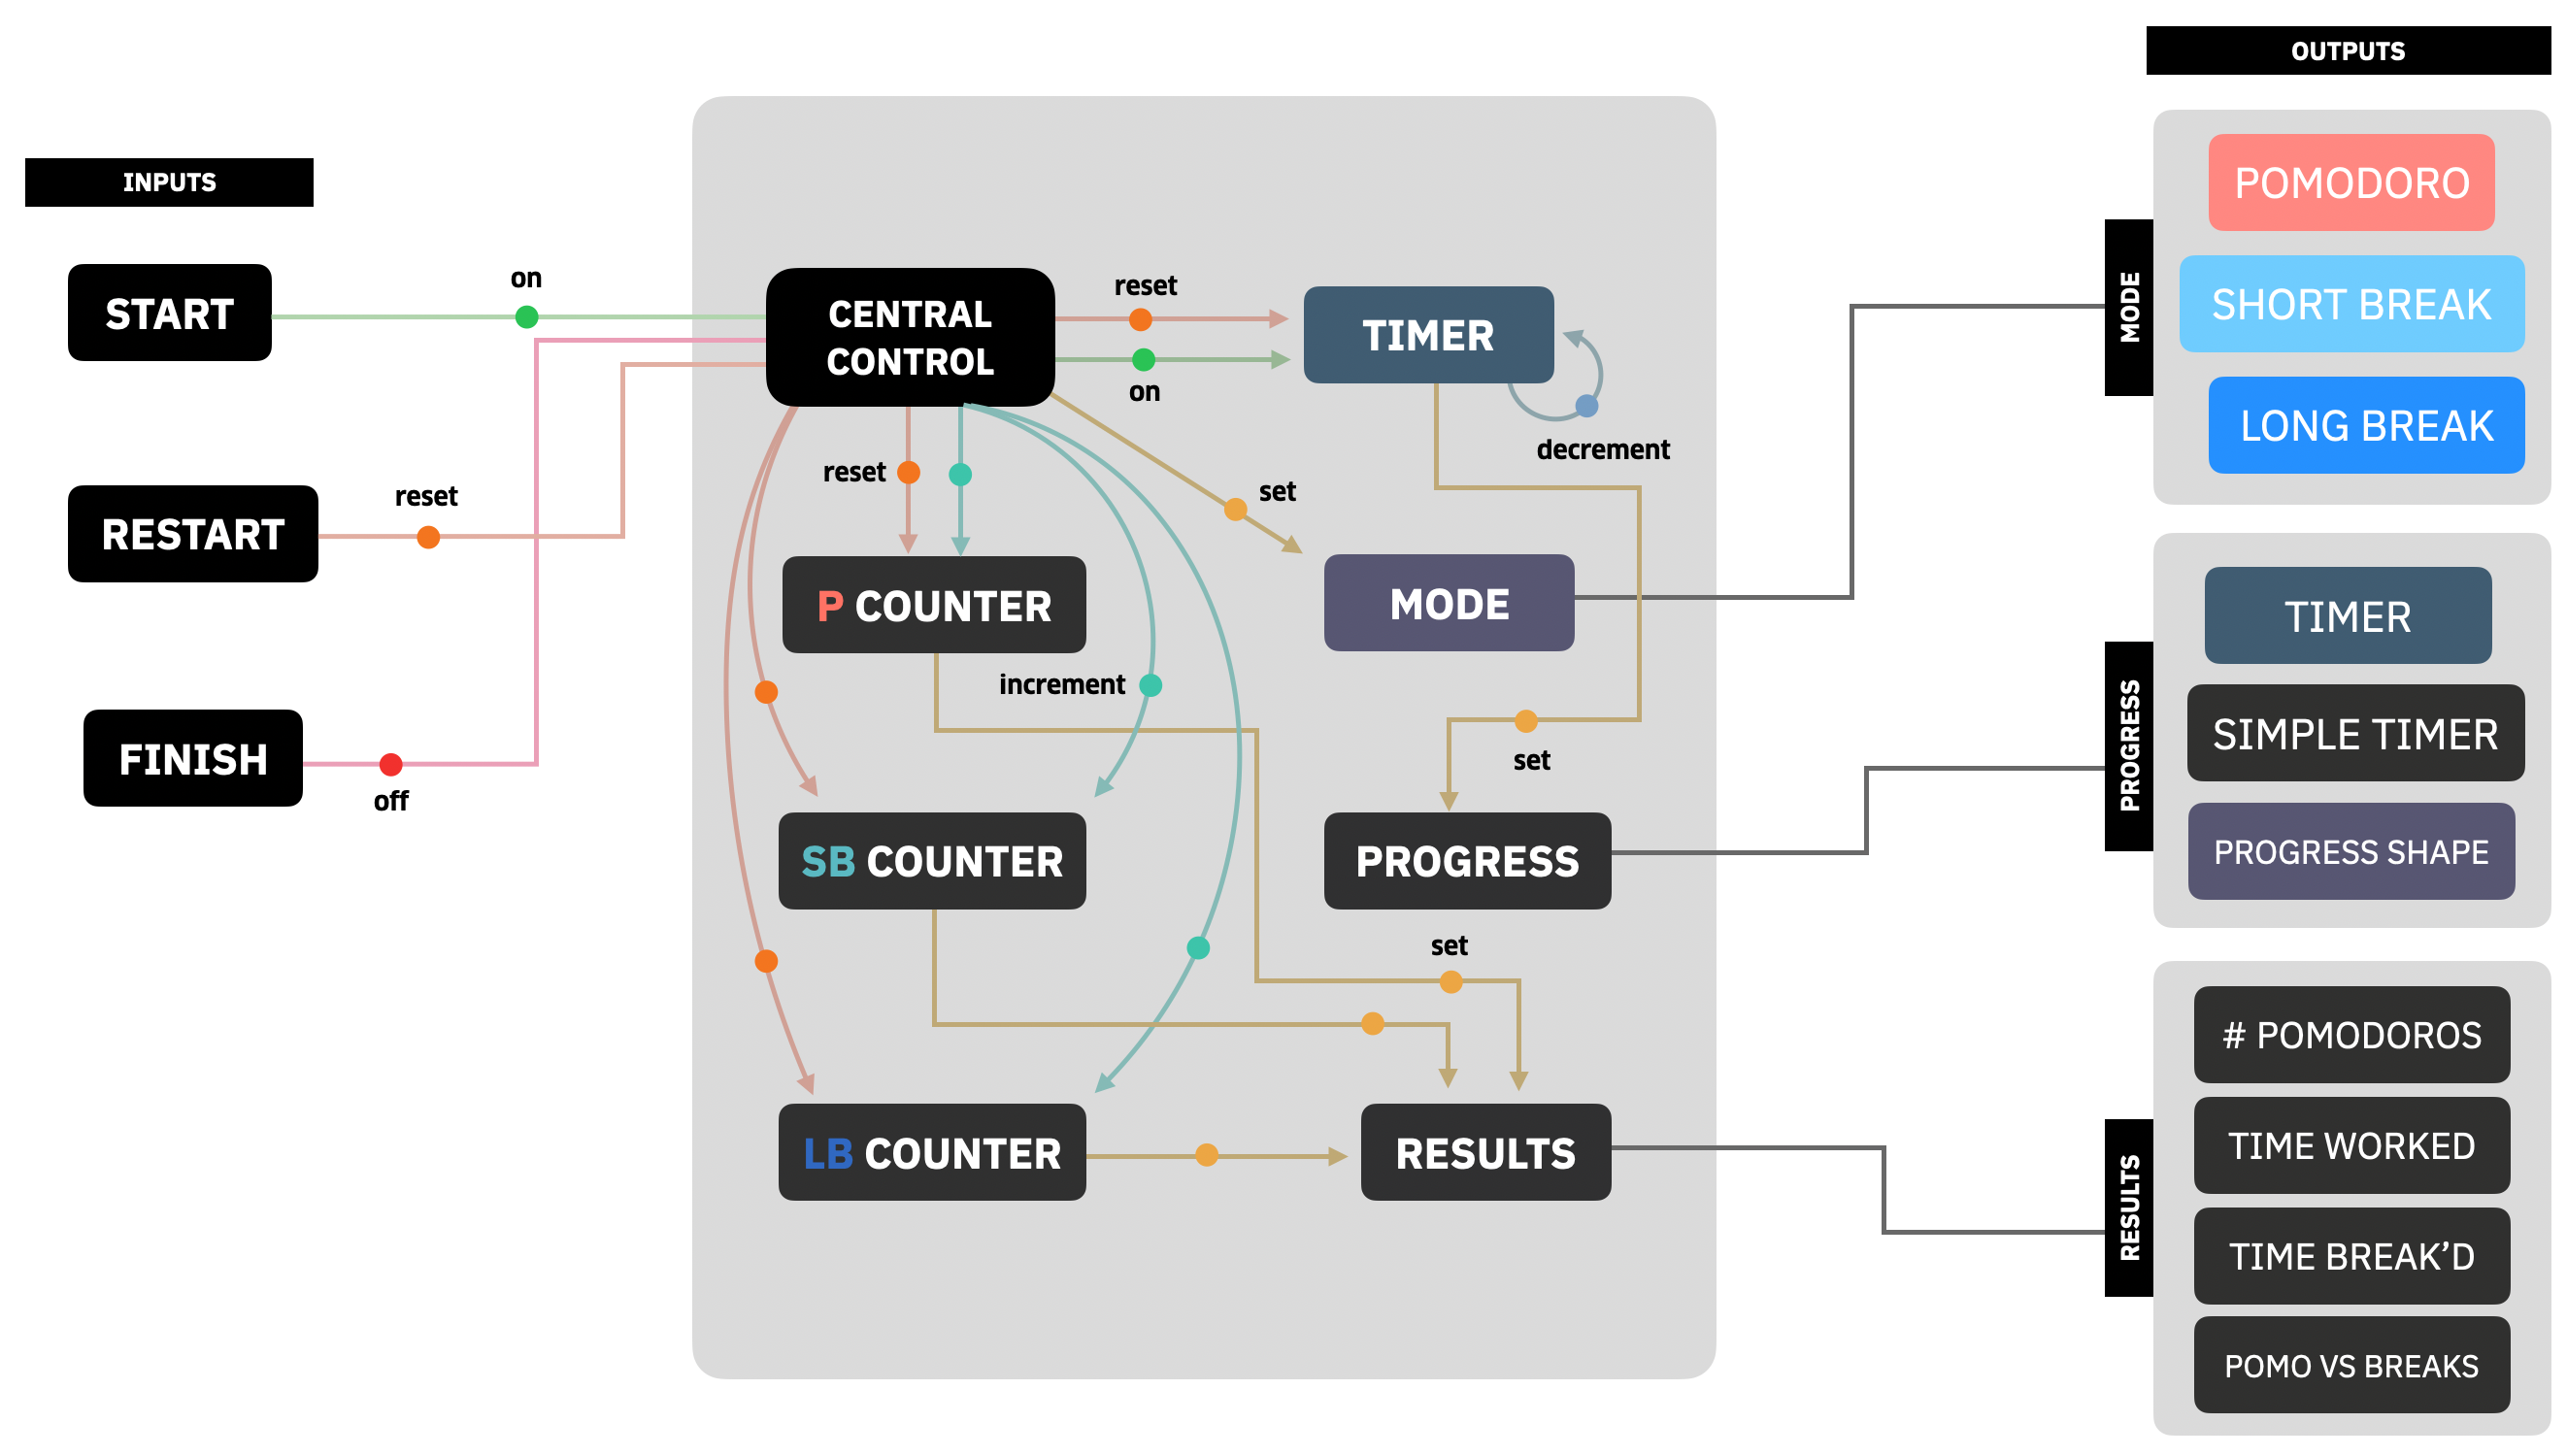 INPUTS
START
on
RESTART
reset
FINISH
off
CENTRAL
CONTROL
reset
on
TIMER
decrement
reset
set
P COUNTER
MODE
increment
set
SB COUNTER
PROGRESS
set
LB COUNTER
RESULTS
OUTPUTS
MODE
POMODORO
SHORT BREAK
LONG BREAK
PROGRESS
TIMER
SIMPLE TIMER
PROGRESS SHAPE
RESULTS
# POMODOROS
TIME WORKED
TIME BREAK’D
POMO VS BREAKS